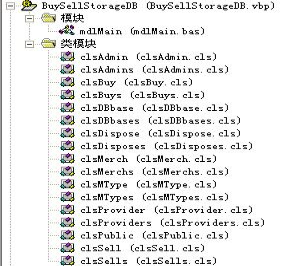 BuySellStorageDB (BuySellStorageDB.vbp)
模块
mdlMain (mdlMain.bas)
类模块
clsAdmin (clsAdmin.cls)
clsAdmins (clsAdmins.cls)
clsBuy (clsBuy.cls)
clsBuys (clsBuys.cls)
clsDBbase (clsDBbase.cls)
clsDBbases (clsDBbases.cls)
clsDispose (clsDispose.cls)
clsDisposes (clsDisposes.cls)
clsMerch (clsMerch.cls)
clsMerchs (clsMerchs.cls)
clsMType (clsMType.cls)
clsMTypes (clsMTypes.cls)
clsProvider (clsProvider.cls)
clsProviders (clsProviders.cls)
clsPublic (clsPublic.cls)
clsSell (clsSell.cls)
clsSells (clsSells.cls)